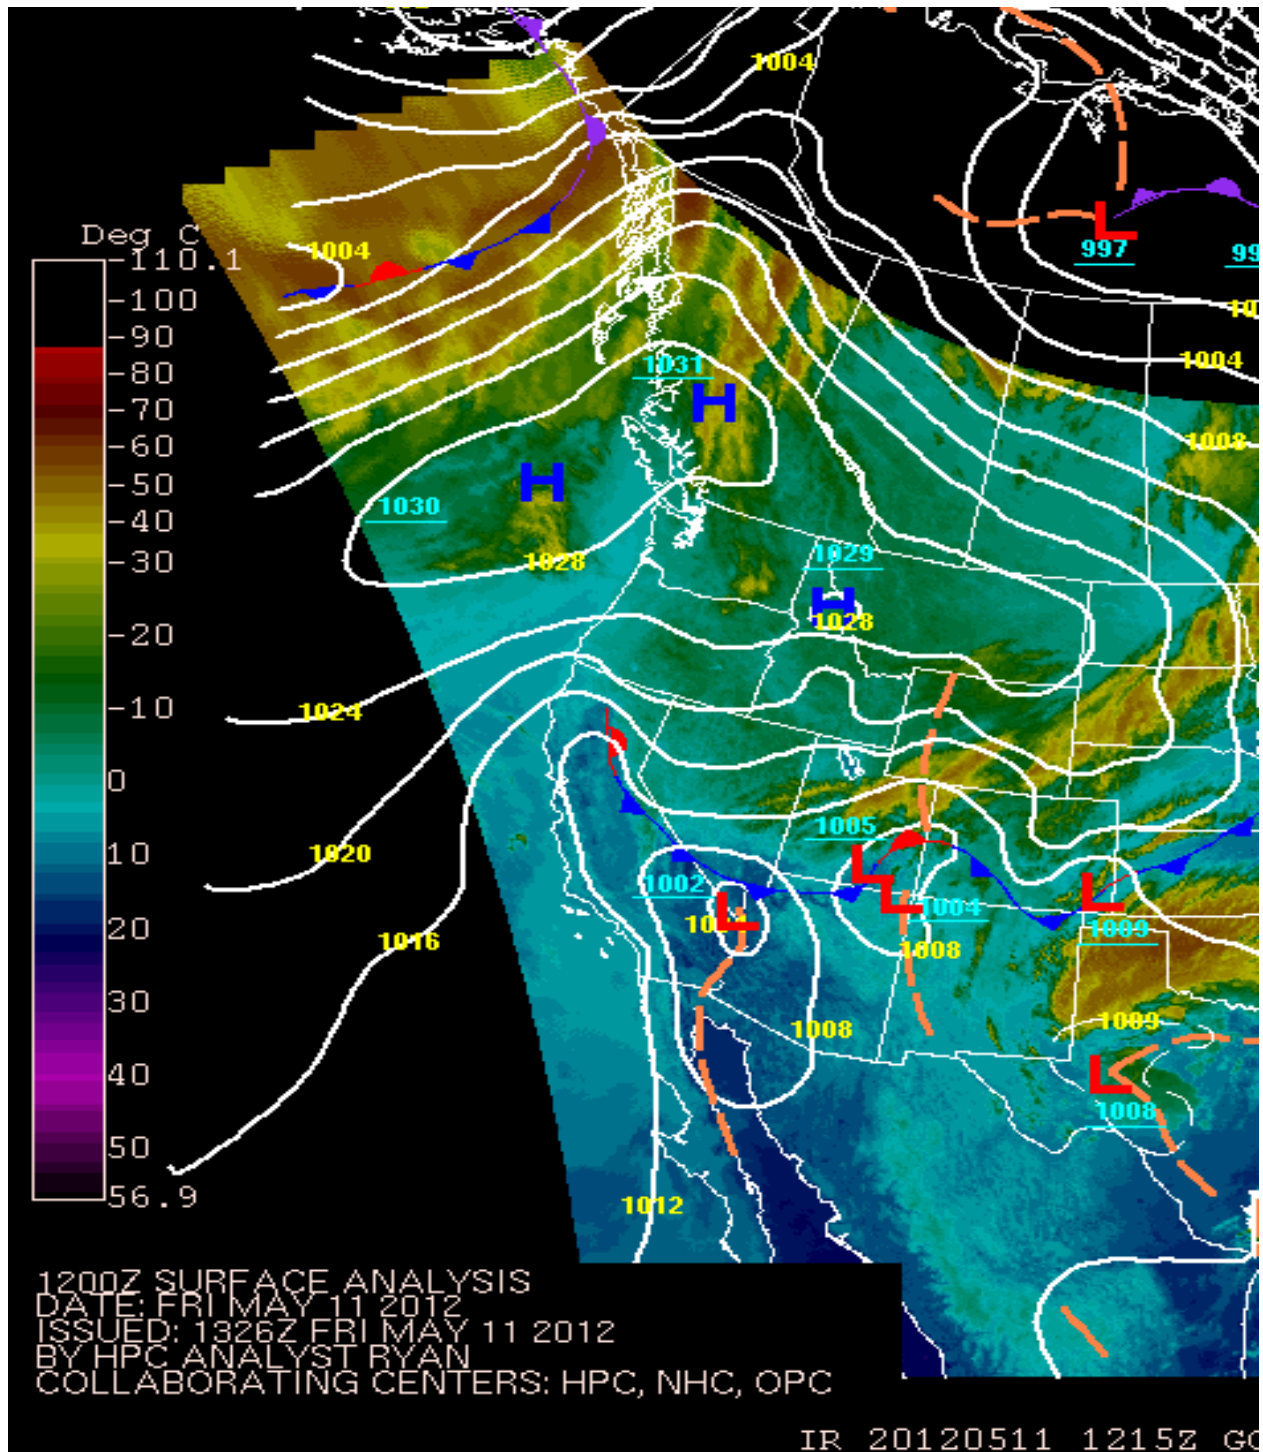 1004
Deg C
1004
997
-110.1
-100
-90
1004
1031
-80
-70
1008
-60
H
-50
H
1030
-40
1028
1029
-30
H
1028
-20
-10
1024
0
1005
10
1020
L
1002
L
L
L
1004
20
L
1016
1008
1009
30
1008
1009
40
L
1008
50
56.9
1012
1200Z SURFACE ANALYSIS
DATE: FRI MAY 11 2012
ISSUED: 1326Z FRI MAY 11 2012
BY HPC ANALYST RYAN
COLLABORATING CENTERS: HPC, NHC, OPC
IR 20120511 1215Z